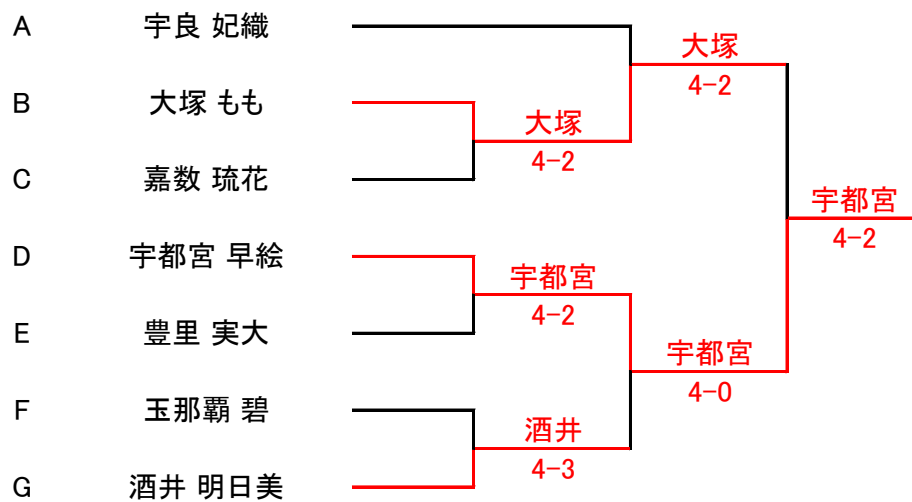 A 宇良 妃織
大塚
4-2
B 大塚 もも
大塚
4-2
C 嘉数 琉花
宇都宮
4-2
D 宇都宮 早絵
宇都宮
4-2
E 豊里 実大
宇都宮
4-0
F 玉那覇 碧
酒井
4-3
G 酒井 明日美